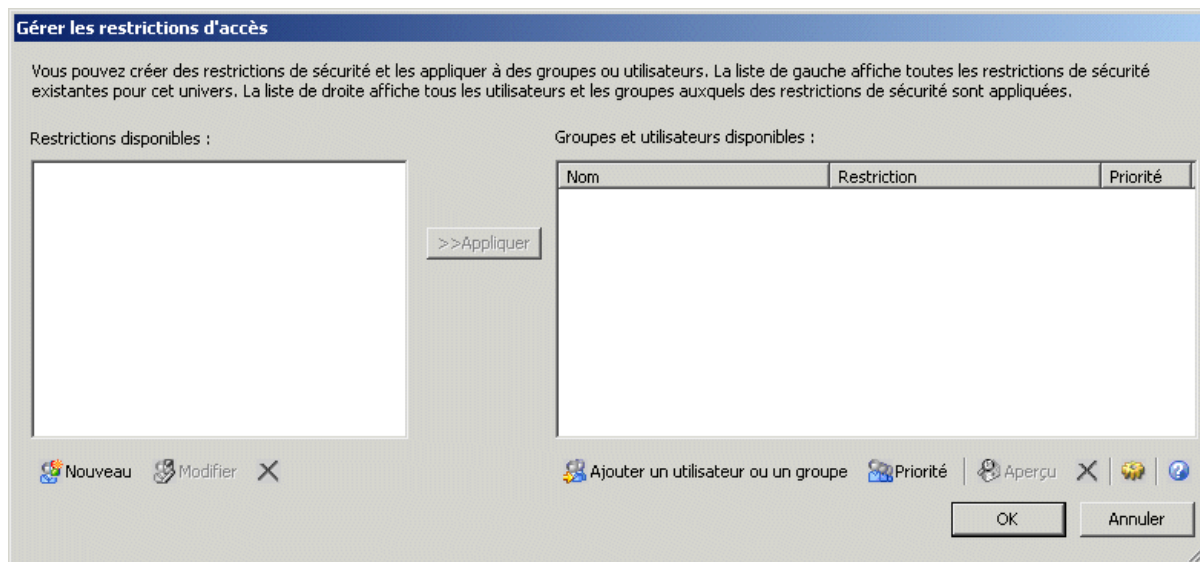 Gérer les restrictions d'accès
Vous pouvez créer des restrictions de sécurité et les appliquer à des groupes ou utilisateurs. La liste de gauche affiche toutes les restrictions de sécurité
existantes pour cet univers. La liste de droite affiche tous les utilisateurs et les groupes auxquels des restrictions de sécurité sont appliquées.
Restrictions disponibles :
Groupes et utilisateurs disponibles :
Nom Restriction Priorité
>>Appliquer
Nouveau Modifier
Ajouter un utilisateur ou un groupe Priorité Aperçu
OK Annuler